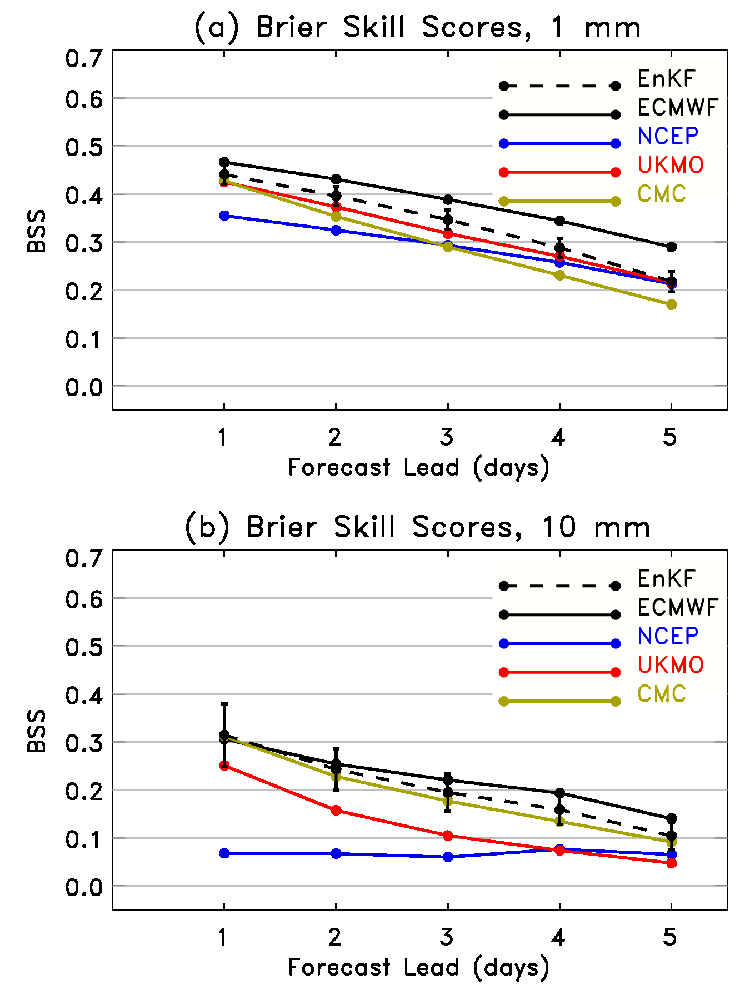 (a) Brier Skill Scores, 1 mm
0.7
0.6
0.5
0.4
0.3
0.2
0.1
0.0
BSS
EnKF
ECMWF
NCEP
UKMO
CMC
1 2 3 4 5
Forecast Lead (days)
(b) Brier Skill Scores, 10 mm
0.7
0.6
0.5
0.4
0.3
0.2
0.1
0.0
BSS
EnKF
ECMWF
NCEP
UKMO
CMC
1 2 3 4 5
Forecast Lead (days)